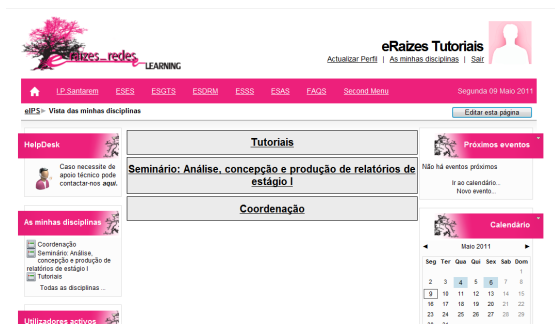 eRaizes_redes
LEARNING
eRaizes Tutoriais
Actualizar Perfil | As minhas disciplinas | Sair
I.P.Santarem ESES ESGTS ESDRM ESSS ESAS FAQS Second Menu
Segunda 09 Maio 2011
eIPS ► Vista das minhas disciplinas
Editar esta página
HelpDesk
Caso necessite de
apoio técnico pode
contactar-nos aqui.
As minhas disciplinas
Coordenação
Seminário: Análise,
concepção e produção de
relatórios de estágio I
Tutoriais
Todas as disciplinas ...
Utilizadores activos
Tutoriais
Seminário: Análise, concepção e produção de relatórios de
estágio I
Coordenação
Próximos eventos
Não há eventos próximos
Ir ao calendário...
Novo evento...
Calendário
◄ Maio 2011 ►
Seg Ter Qua Qui Sex Sab Dom
1
2 3 4 5 6 7 8
9 10 11 12 13 14 15
16 17 18 19 20 21 22
23 24 25 26 27 28 29
30 31